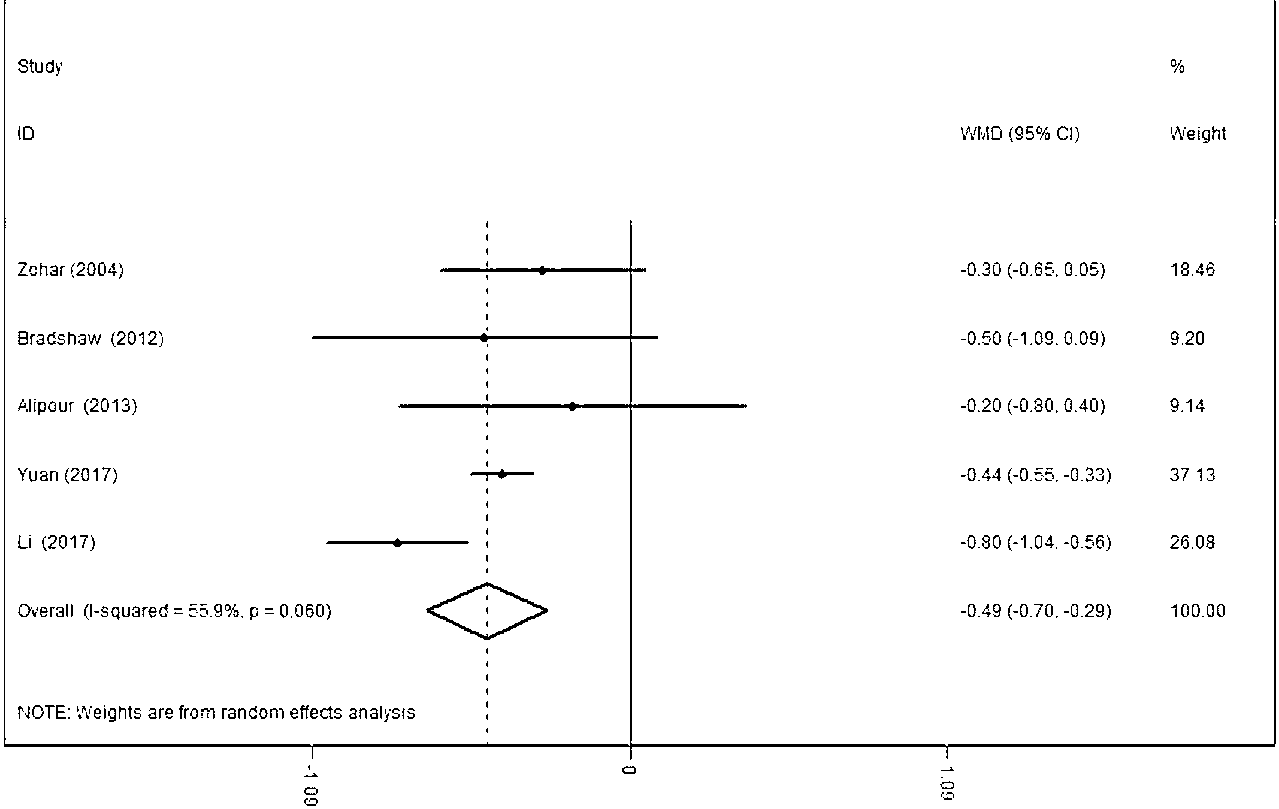 Study %
ID WMD (95% CI) Weight
Zohar (2004) -0.30 (-0.65, 0.05) 18.46
Bradshaw (2012) -0.50 (-1.09, 0.09) 9.20
Alipour (2013) -0.20 (-0.80, 0.40) 9.14
Yuan (2017) -0.44 (-0.55, -0.33) 37.13
Li (2017) -0.80 (-1.04, -0.56) 26.08
Overall (I-squared = 55.9%, p = 0.060) -0.49 (-0.70, -0.29) 100.00
NOTE: Weights are from random effects analysis
-1.09 0 1.09